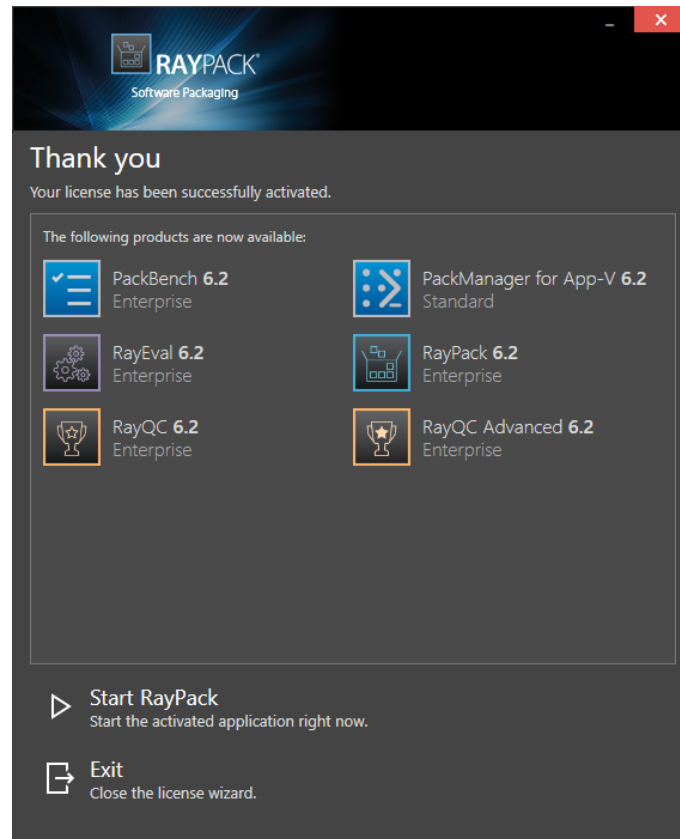 RAYPACK®
Software Packaging
Thank you
Your license has been successfully activated.
The following products are now available:
PackBench 6.2
Enterprise
PackManager for App-V 6.2
Standard
RayEval 6.2
Enterprise
RayPack 6.2
Enterprise
RayQC 6.2
Enterprise
RayQC Advanced 6.2
Enterprise
Start RayPack
Start the activated application right now.
Exit
Close the license wizard.